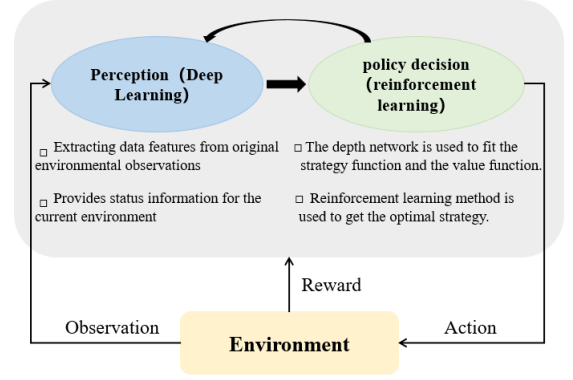 Perception（Deep
Learning）
policy decision
（reinforcement
learning）
□ Extracting data features from original
environmental observations
□ Provides status information for the
current environment
□ The depth network is used to fit the
strategy function and the value function.
□ Reinforcement learning method is
used to get the optimal strategy.
Reward
Observation
Action
Environment